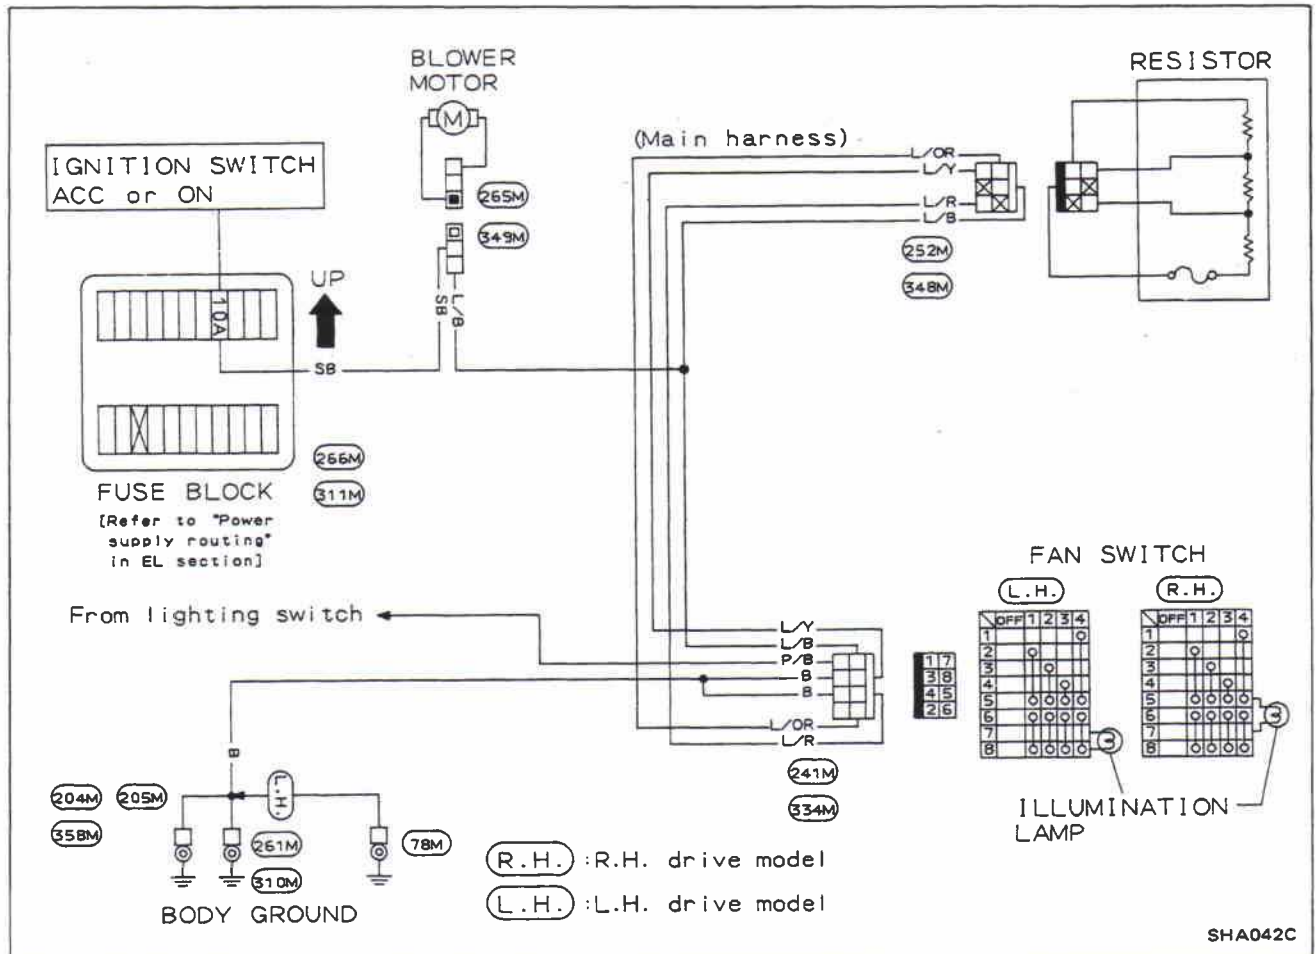 BLOWER
MOTOR
M
RESISTOR
(Main harness)
IGNITION SWITCH
ACC or ON
L/OR
L/Y
L/R
L/B
265M
349M
252M
348M
UP
10A
SB
L/B
SB
266M
311M
FUSE BLOCK
[Refer to "Power
supply routing"
in EL section]
FAN SWITCH
L.H.
R.H.
From lighting switch
L/Y
L/B
P/B
B
B
L/OR
L/R
1 7
3 8
4 5
2 6
OFF 1 2 3 4
1
2
3
4
5
6
7
8
OFF 1 2 3 4
1
2
3
4
5
6
7
8
B
241M
334M
ILLUMINATION
LAMP
204M
205M
L.H.
358M
261M
310M
78M
R.H. :R.H. drive model
L.H. :L.H. drive model
BODY GROUND
SHA042C